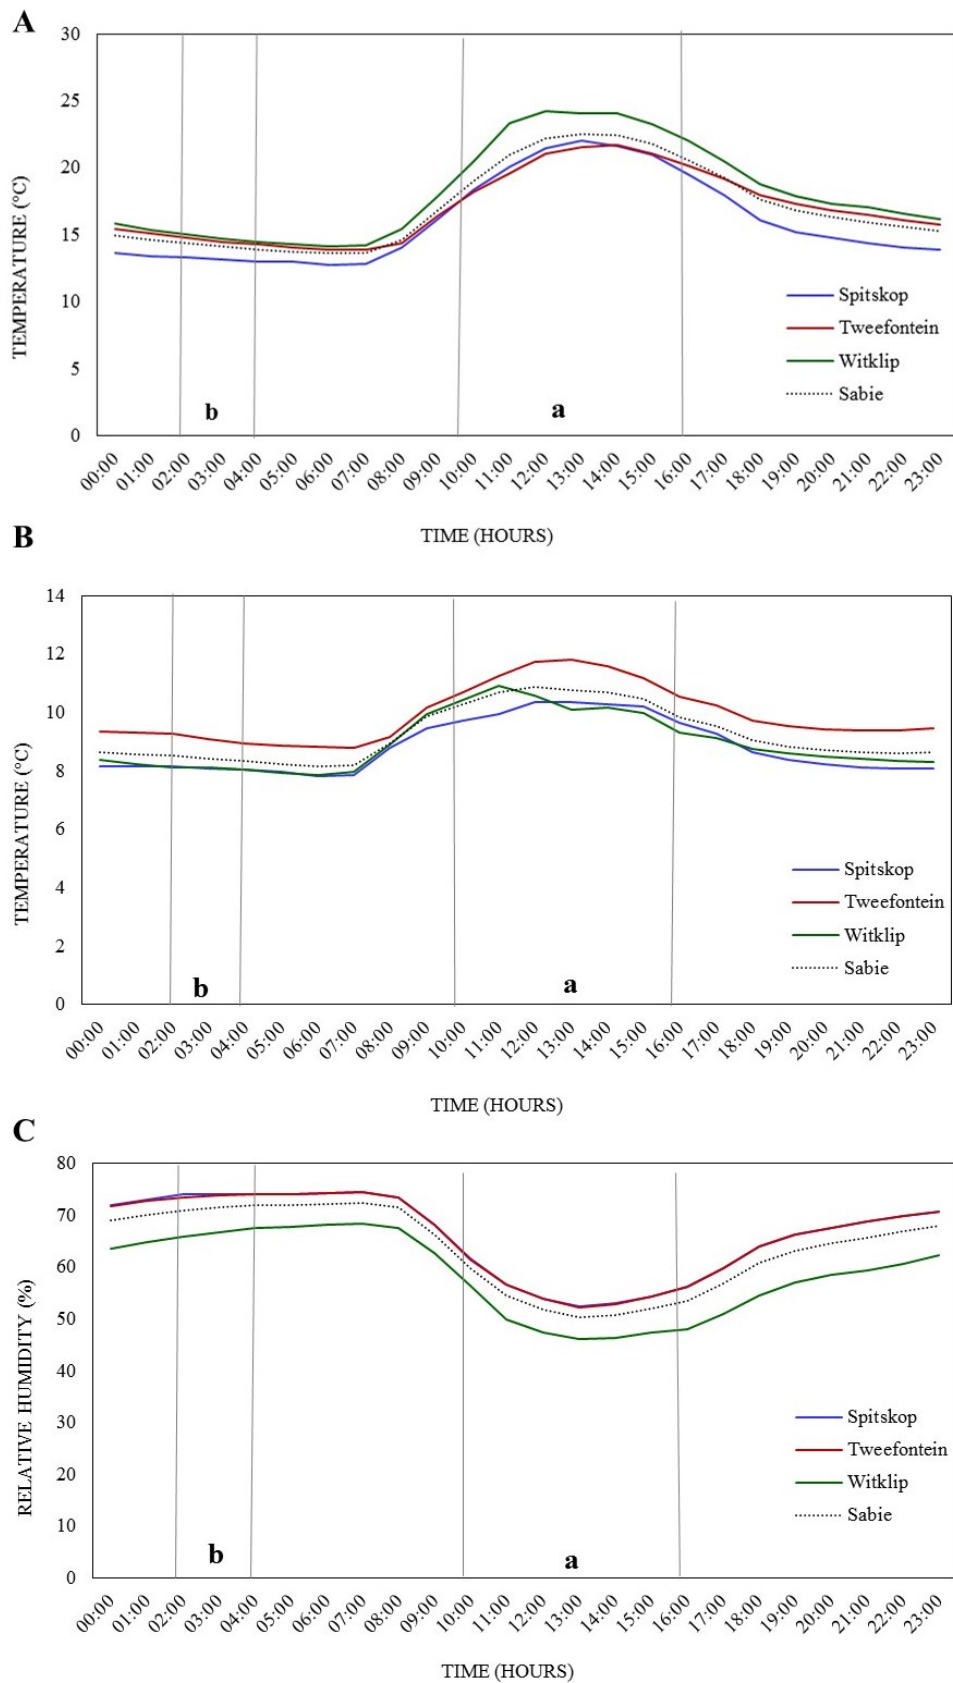 A
30
25
20
15
10
5
0
TEMPERATURE (°C)
Spitskop
Tweefontein
Witklip
Sabie
b
a
00:00 01:00 02:00 03:00 04:00 05:00 06:00 07:00 08:00 09:00 10:00 11:00 12:00 13:00 14:00 15:00 16:00 17:00 18:00 19:00 20:00 21:00 22:00 23:00
TIME (HOURS)
B
14
12
10
8
6
4
2
0
TEMPERATURE (°C)
Spitskop
Tweefontein
Witklip
Sabie
b
a
00:00 01:00 02:00 03:00 04:00 05:00 06:00 07:00 08:00 09:00 10:00 11:00 12:00 13:00 14:00 15:00 16:00 17:00 18:00 19:00 20:00 21:00 22:00 23:00
TIME (HOURS)
C
80
70
60
50
40
30
20
10
0
RELATIVE HUMIDITY (%)
Spitskop
Tweefontein
Witklip
Sabie
b
a
00:00 01:00 02:00 03:00 04:00 05:00 06:00 07:00 08:00 09:00 10:00 11:00 12:00 13:00 14:00 15:00 16:00 17:00 18:00 19:00 20:00 21:00 22:00 23:00
TIME (HOURS)